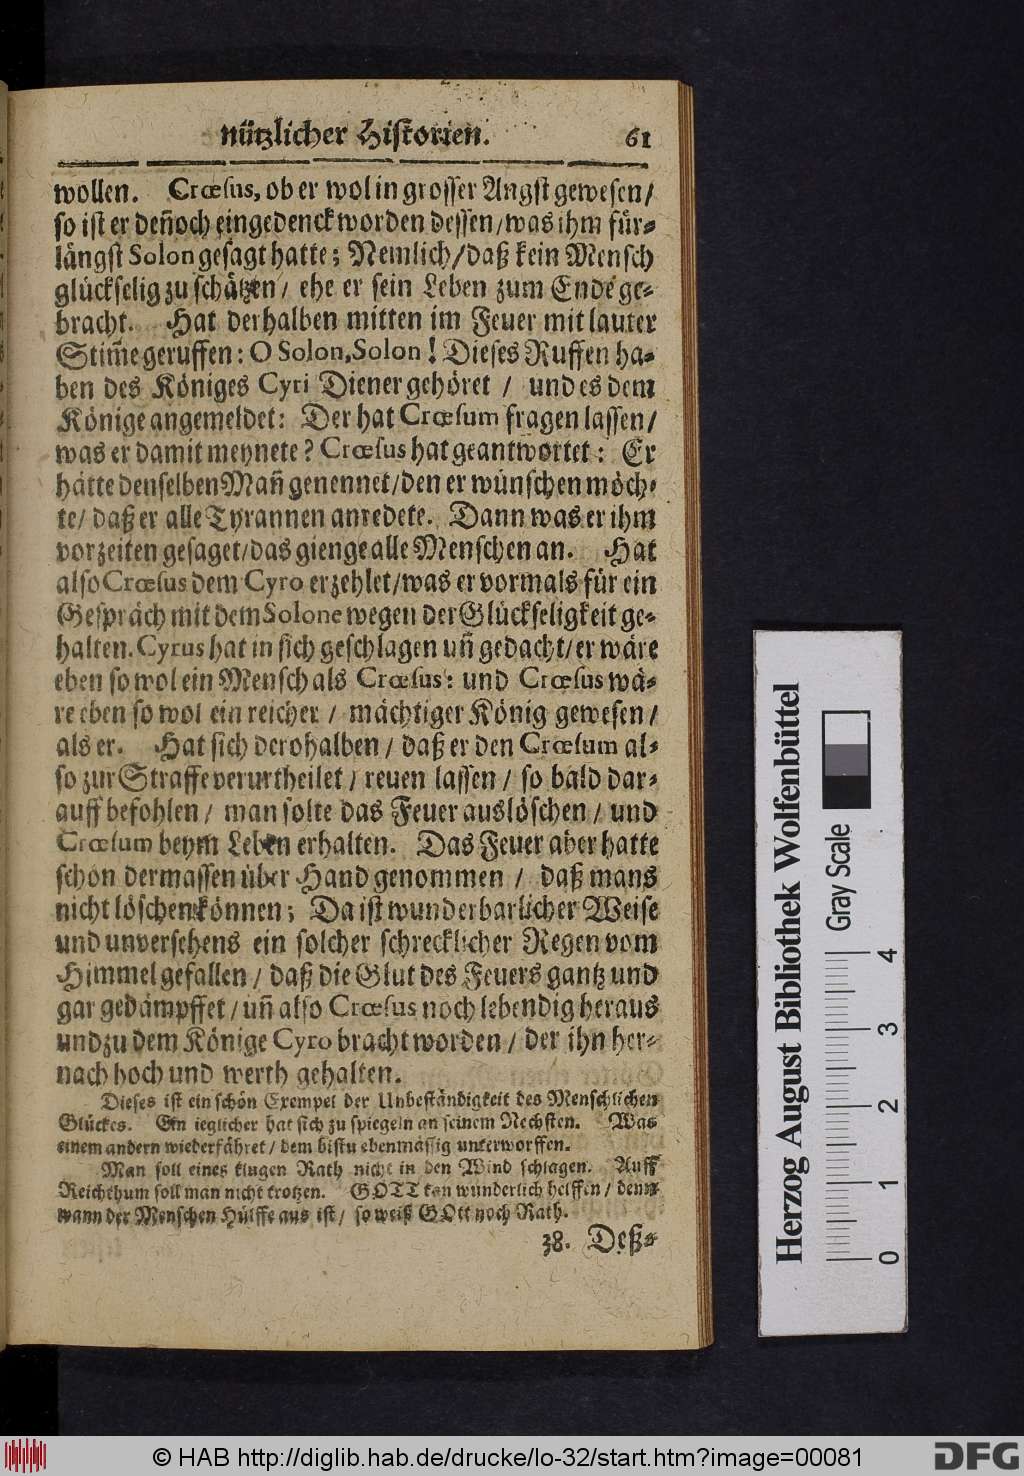 nützlicher Historien. 61
wollen. Crœsus, ob er wol in grosser Angst gewesen/
so ist er deñoch eingedenck worden dessen/was ihm für-
längst Solon gesagt hatte; Nemlich/daß kein Mensch
glückselig zu schätzen/ ehe er sein Leben zum Ende ge-
bracht. Hat derhalben mitten im Feuer mit lauter
Stim̃e geruffen: O Solon, Solon! Dieses Ruffen ha-
ben des Königes Cyri Diener gehöret / und es dem
Könige angemeldet: Der hat Crœsum fragen lassen/
was er damit meynete? Crœsus hat geantwortet: Er
hätte denselben Mañ genennet/den er wünschen möch-
te/ daß er alle Tyrannen anredete. Dann was er ihm
vorzeiten gesaget/das gienge alle Menschen an. Hat
also Crœsus dem Cyro erzehlet/was er vormals für ein
Gespräch mit dem Solone wegen der Glückseligkeit ge-
halten. Cyrus hat in sich geschlagen uñ gedacht/er wäre
eben so wol ein Mensch als Crœsus: und Crœsus wä-
re eben so wol ein reicher / mächtiger König gewesen/
als er. Hat sich derohalben / daß er den Crœsum al-
so zur Straffe verurtheilet / reuen lassen / so bald dar-
auff befohlen / man solte das Feuer auslöschen / und
Crœsum beym Leben erhalten. Das Feuer aber hatte
schon dermassen über Hand genommen / daß mans
nicht löschen können; Da ist wunderbarlicher Weise
und unversehens ein solcher schrecklicher Regen vom
Himmel gefallen / daß die Glut des Feuers gantz und
gar gedämpffet / uñ also Crœsus noch lebendig heraus
und zu dem Könige Cyro bracht worden / der ihn her-
nach hoch und werth gehalten.
Dieses ist ein schön Exempel der Unbeständigkeit des Menschlichen
Glückes. Ein ieglicher hat sich zu spiegeln an seinem Nechsten. Was
einem andern wiederfähret / dem bistu ebenmässig unterworffen.
Man soll eines klugen Rath nicht in den Wind schlagen. Auff
Reichthum soll man nicht trotzen. GOTT kan wunderlich helffen / denn
wann der Menschen Hülffe aus ist/ so weiß GOtt noch Rath.
38. Deß-
Herzog August Bibliothek Wolfenbüttel
Gray Scale
0 1 2 3 4
© HAB http://diglib.hab.de/drucke/lo-32/start.htm?image=00081
DFG